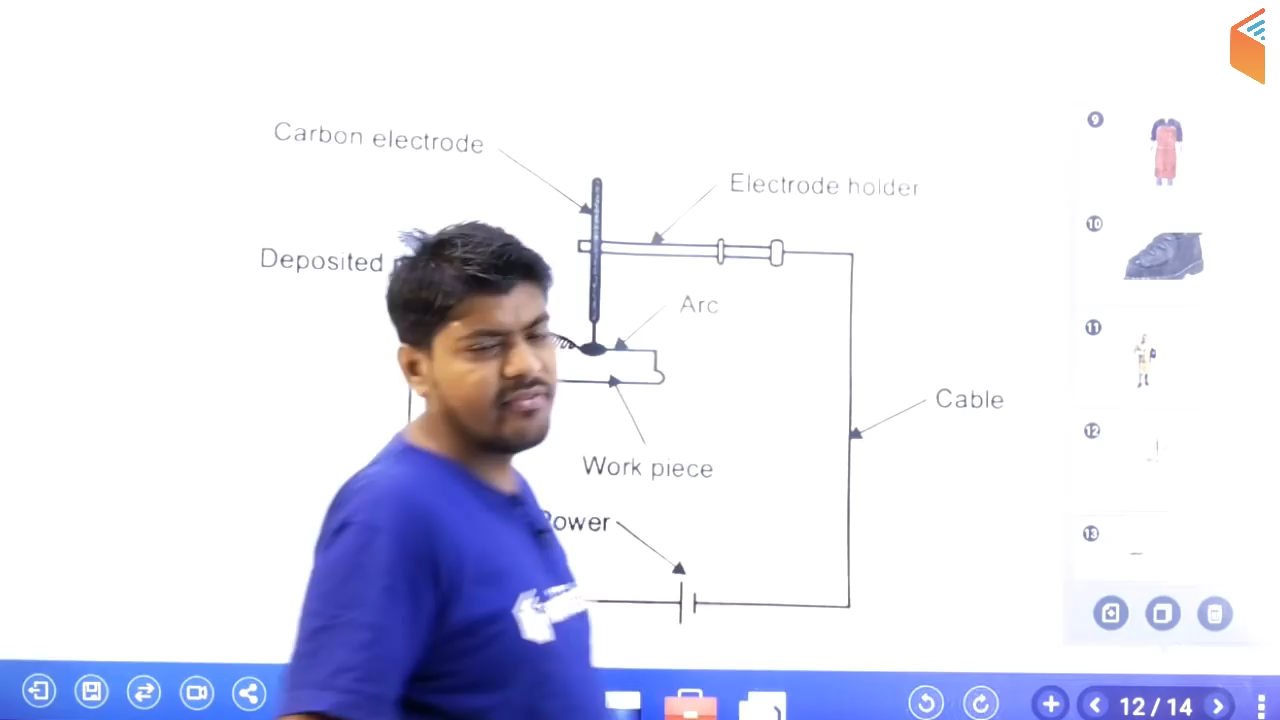 Carbon electrode
Electrode holder
Deposited
Arc
Cable
Work piece
Power
9
10
11
12
13
12 / 14